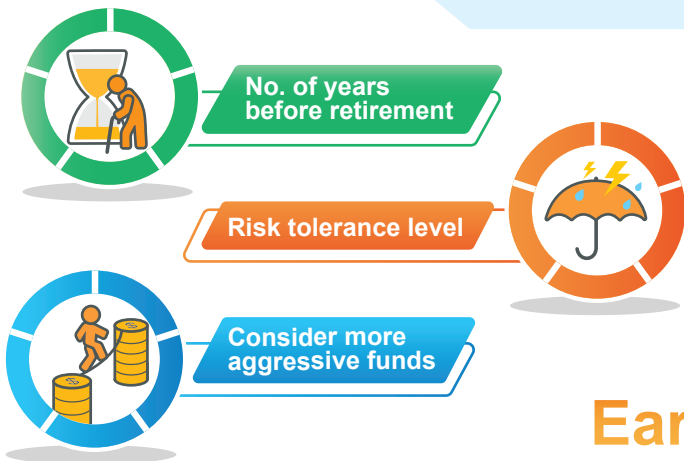 No. of years
before retirement
Risk tolerance level
Consider more
aggressive funds
Ear